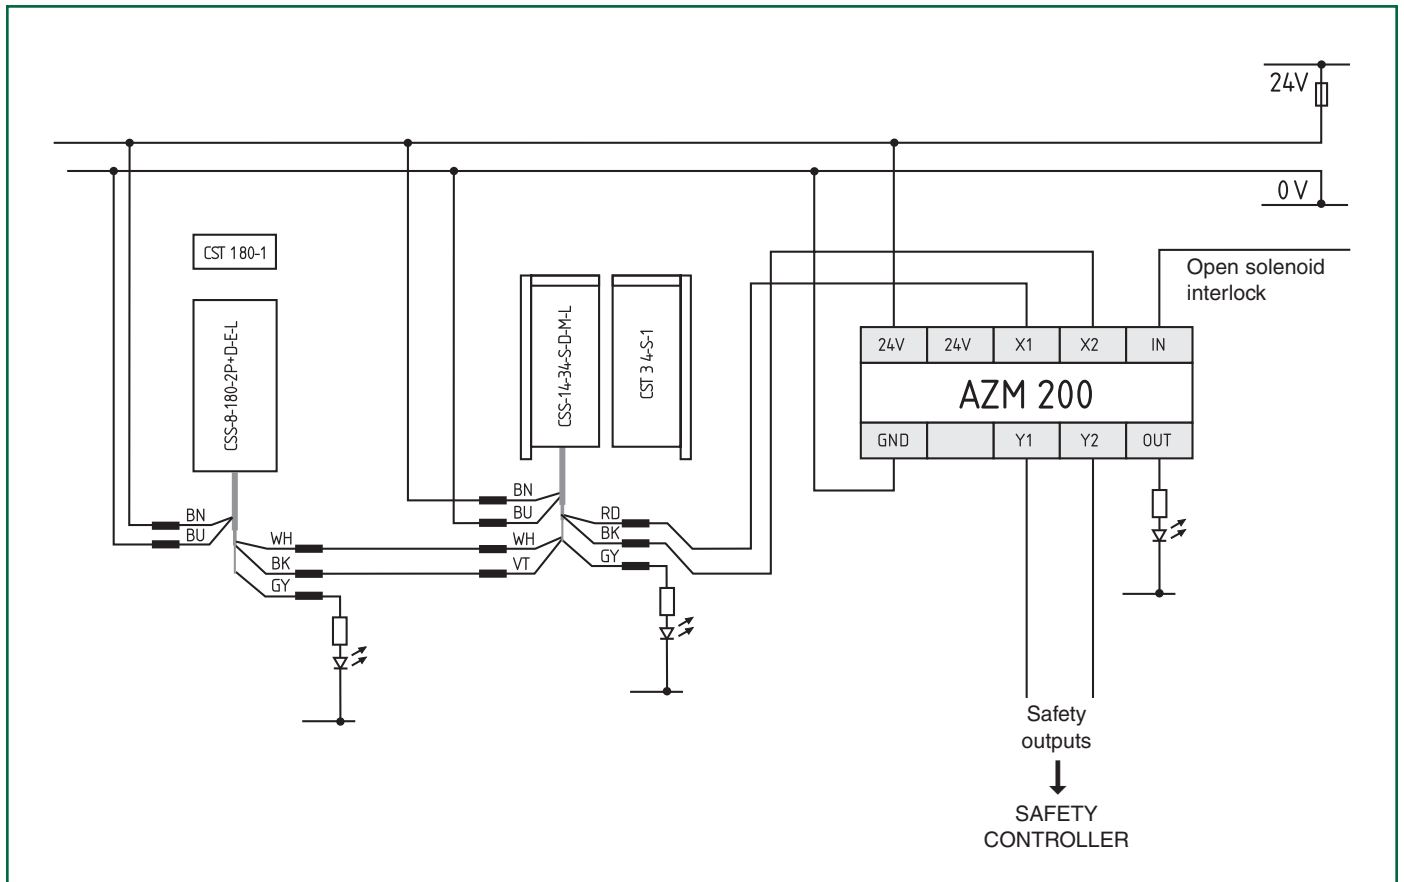 24V
0 V
CST 180-1
CSS-8-180-2P+D-E-L
BN
BU
WH
BK
GY
CSS-14-34-S-D-M-L
CST 3 4-S-1
BN
BU
WH
VT
RD
BK
GY
Open solenoid
interlock
24V 24V X1 X2 IN
AZM 200
GND Y1 Y2 OUT
Safety
outputs
SAFETY
CONTROLLER